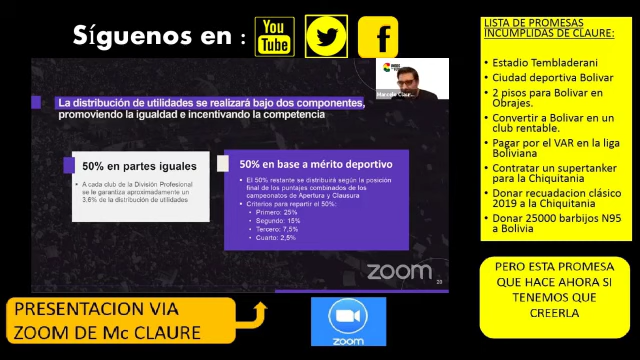 Síguenos en :
You
Tube
f
LISTA DE PROMESAS
INCUMPLIDAS DE CLAURE:
• Estadio Tembladerani
• Ciudad deportiva Bolivar
• 2 pisos para Bolivar en
Obrajes.
• Convertir a Bolivar en un
club rentable.
• Pagar por el VAR en la liga
Boliviana
• Contratar un supertanker
para la Chiquitania
• Donar recuadacion clásico
2019 a la Chiquitania
• Donar 25000 barbijos N95
a Bolivia
Marcelo Claur...
La distribución de utilidades se realizará bajo dos componentes,
promoviendo la igualdad e incentivando la competencia
50% en partes iguales
• A cada club de la División Profesional
se le garantiza aproximadamente un
3.6% de la distribución de utilidades
50% en base a mérito deportivo
• El 50% restante se distribuirá según la posición
final de los puntajes combinados de los
campeonatos de Apertura y Clausura
• Criterios para repartir el 50%:
• Primero: 25%
• Segundo: 15%
• Tercero: 7,5%
• Cuarto: 2,5%
zoom
20
PERO ESTA PROMESA
QUE HACE AHORA SI
TENEMOS QUE
CREERLA
PRESENTACION VIA
ZOOM DE Mc CLAURE
zoom